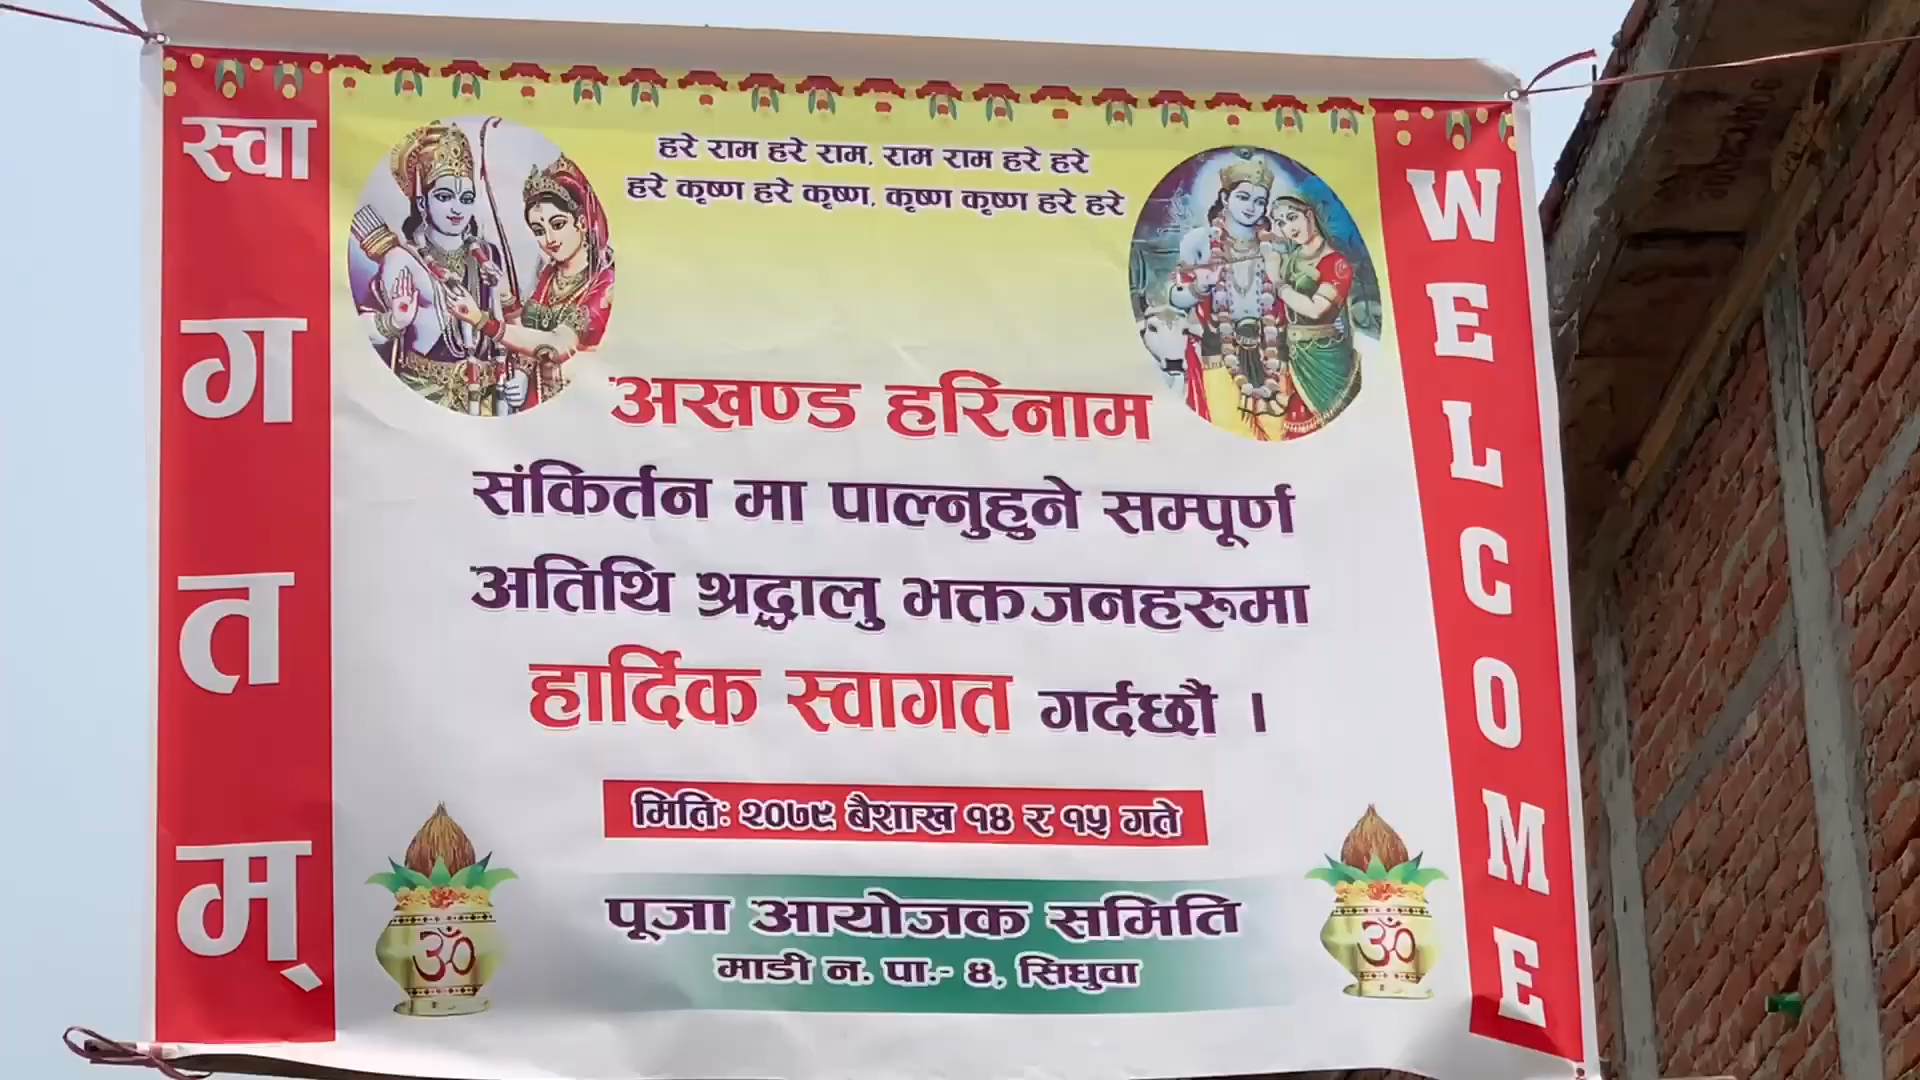 स्वागतम्
हरे राम हरे राम, राम राम हरे हरे
हरे कृष्ण हरे कृष्ण, कृष्ण कृष्ण हरे हरे
अखण्ड हरिनाम
संकिर्तन मा पाल्नुहुने सम्पूर्ण
अतिथि श्रद्धालु भक्तजनहरूमा
हार्दिक स्वागत गर्दछौं ।
मितिः २०७९ बैशाख १४ र १५ गते
पूजा आयोजक समिति
माडी न. पा.- ४, सिधुवा
ॐ
ॐ
WELCOME